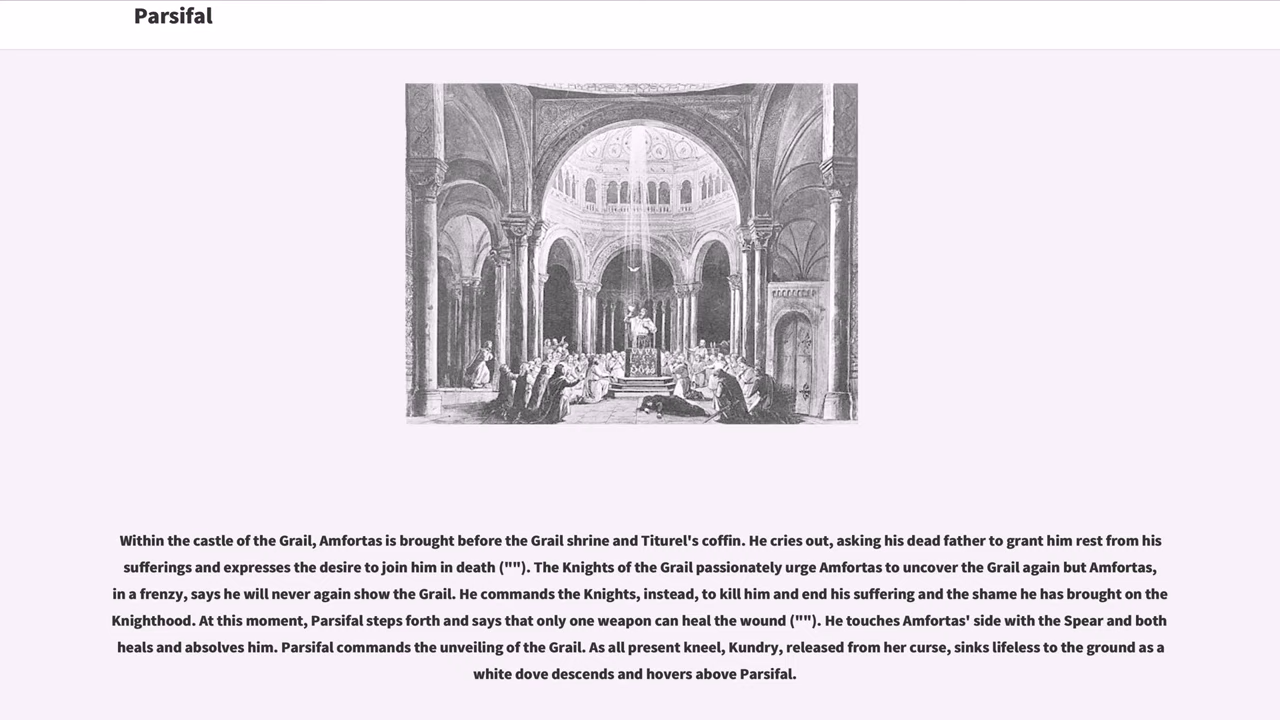 Parsifal
Within the castle of the Grail, Amfortas is brought before the Grail shrine and Titurel's coffin. He cries out, asking his dead father to grant him rest from his
sufferings and expresses the desire to join him in death (""). The Knights of the Grail passionately urge Amfortas to uncover the Grail again but Amfortas,
in a frenzy, says he will never again show the Grail. He commands the Knights, instead, to kill him and end his suffering and the shame he has brought on the
Knighthood. At this moment, Parsifal steps forth and says that only one weapon can heal the wound (""). He touches Amfortas' side with the Spear and both
heals and absolves him. Parsifal commands the unveiling of the Grail. As all present kneel, Kundry, released from her curse, sinks lifeless to the ground as a
white dove descends and hovers above Parsifal.